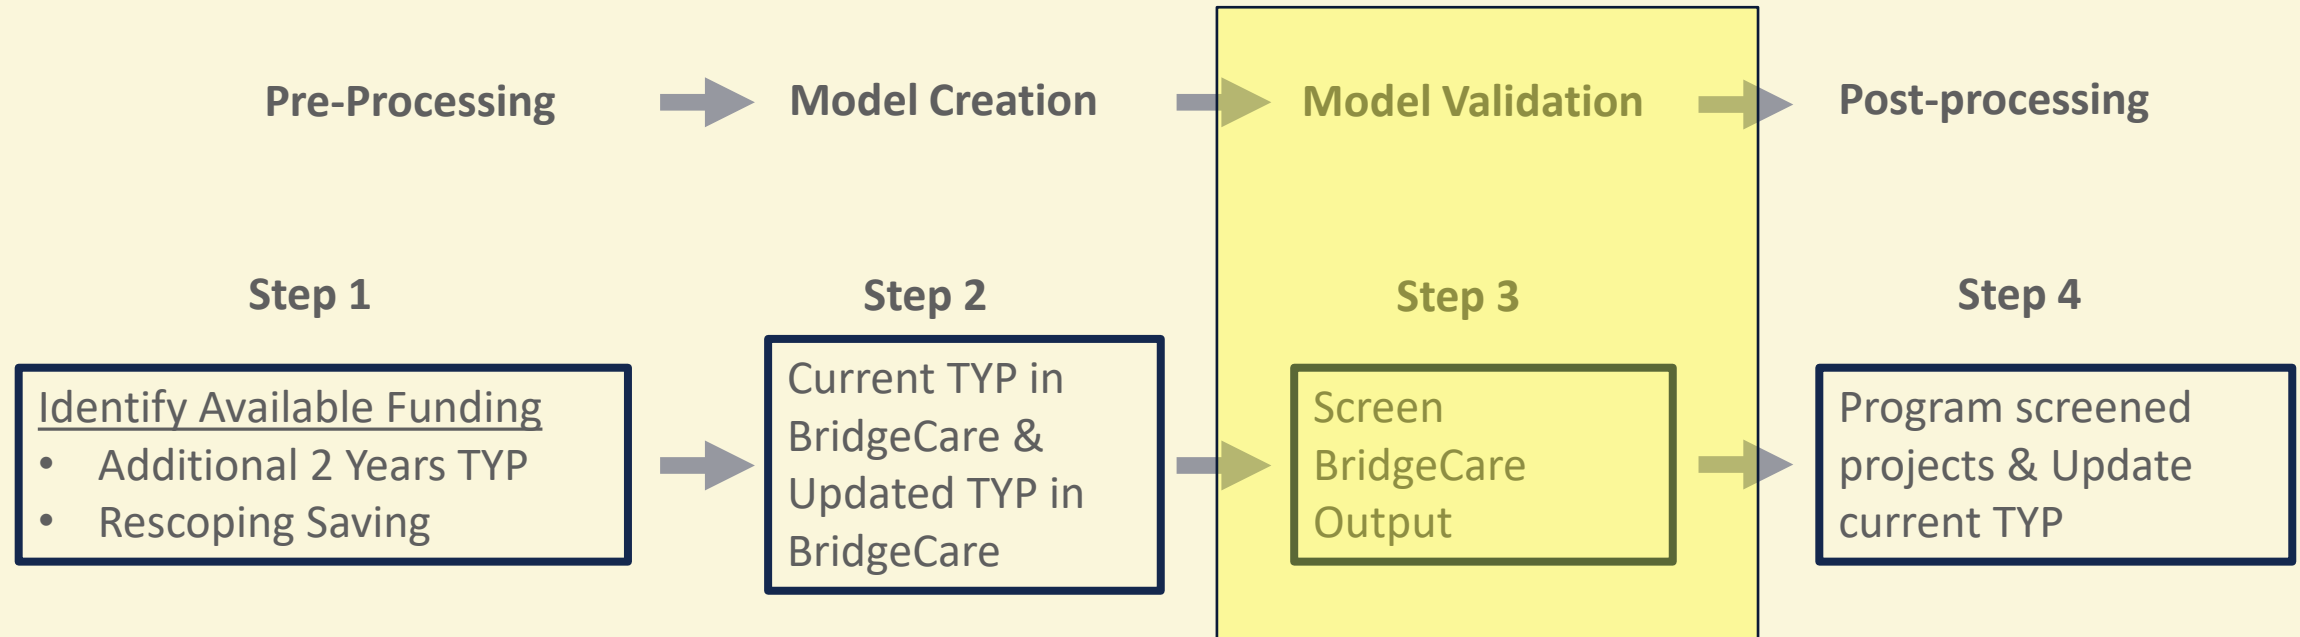 Pre-Processing
Model Creation
Model Validation
Post-processing
Step 1
Step 2
Step 3
Step 4
Identify Available Funding
• Additional 2 Years TYP
• Rescoping Saving
Current TYP in
BridgeCare &
Updated TYP in
BridgeCare
Screen
BridgeCare
Output
Program screened
projects & Update
current TYP